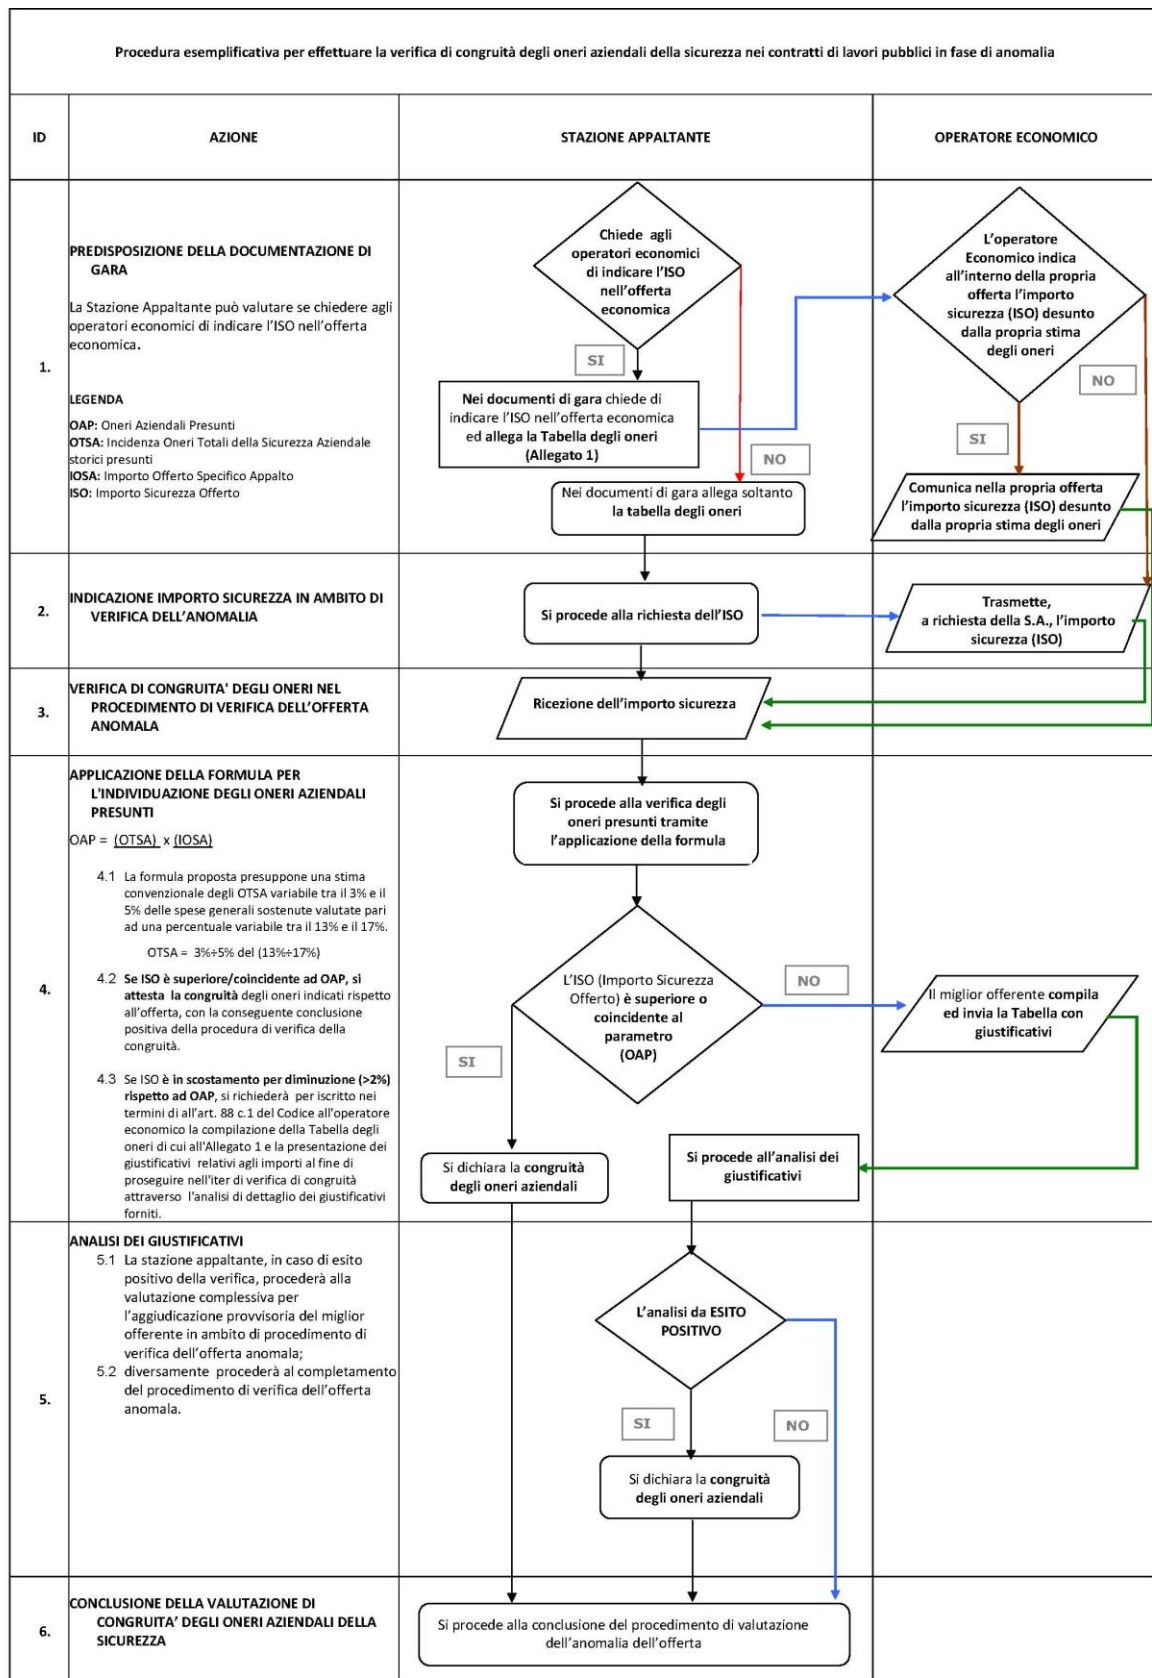 Procedura esemplificativa per effettuare la verifica di congruità degli oneri aziendali della sicurezza nei contratti di lavori pubblici in fase di anomalia
ID
AZIONE
STAZIONE APPALTANTE
OPERATORE ECONOMICO
1.
PREDISPOSIZIONE DELLA DOCUMENTAZIONE DI
GARA
La Stazione Appaltante può valutare se chiedere agli
operatori economici di indicare l'ISO nell'offerta
economica.
LEGENDA
OAP: Oneri Aziendali Presunti
OTSA: Incidenza Oneri Totali della Sicurezza Aziendale
storici presunti
IOSA: Importo Offerto Specifico Appalto
ISO: Importo Sicurezza Offerto
Chiede agli
operatori economici
di indicare l'ISO
nell'offerta
economica
SI
Nei documenti di gara chiede di
indicare l'ISO nell'offerta economica
ed allega la Tabella degli oneri
(Allegato 1)
NO
Nei documenti di gara allega soltanto
la tabella degli oneri
L'operatore
Economico indica
all'interno della propria
offerta l'importo
sicurezza (ISO) desunto
dalla propria stima
degli oneri
NO
SI
Comunica nella propria offerta
l'importo sicurezza (ISO) desunto
dalla propria stima degli oneri
2.
INDICAZIONE IMPORTO SICUREZZA IN AMBITO DI
VERIFICA DELL'ANOMALIA
Si procede alla richiesta dell'ISO
Trasmette,
a richiesta della S.A., l'importo
sicurezza (ISO)
3.
VERIFICA DI CONGRUITA' DEGLI ONERI NEL
PROCEDIMENTO DI VERIFICA DELL'OFFERTA
ANOMALA
Ricezione dell'importo sicurezza
4.
APPLICAZIONE DELLA FORMULA PER
L'INDIVIDUAZIONE DEGLI ONERI AZIENDALI
PRESUNTI
OAP = (OTSA) x (IOSA)
4.1 La formula proposta presuppone una stima
convenzionale degli OTSA variabile tra il 3% e il
5% delle spese generali sostenute valutate pari
ad una percentuale variabile tra il 13% e il 17%.
OTSA = 3%÷5% del (13%÷17%)
4.2 Se ISO è superiore/coincidente ad OAP, si
attesta la congruità degli oneri indicati rispetto
all'offerta, con la conseguente conclusione
positiva della procedura di verifica della
congruità.
4.3 Se ISO è in scostamento per diminuzione (>2%)
rispetto ad OAP, si richiederà per iscritto nei
termini di all'art. 88 c.1 del Codice all'operatore
economico la compilazione della Tabella degli
oneri di cui all'Allegato 1 e la presentazione dei
giustificativi relativi agli importi al fine di
proseguire nell'iter di verifica di congruità
attraverso l'analisi di dettaglio dei giustificativi
forniti.
Si procede alla verifica degli
oneri presunti tramite
l'applicazione della formula
L'ISO (Importo Sicurezza
Offerto) è superiore o
coincidente al
parametro
(OAP)
NO
SI
Il miglior offerente compila
ed invia la Tabella con
giustificativi
Si dichiara la congruità
degli oneri aziendali
Si procede all'analisi dei
giustificativi
5.
ANALISI DEI GIUSTIFICATIVI
5.1 La stazione appaltante, in caso di esito
positivo della verifica, procederà alla
valutazione complessiva per
l'aggiudicazione provvisoria del miglior
offerente in ambito di procedimento di
verifica dell'offerta anomala;
5.2 diversamente procederà al completamento
del procedimento di verifica dell'offerta
anomala.
L'analisi da ESITO
POSITIVO
SI
NO
Si dichiara la congruità
degli oneri aziendali
6.
CONCLUSIONE DELLA VALUTAZIONE DI
CONGRUITA' DEGLI ONERI AZIENDALI DELLA
SICUREZZA
Si procede alla conclusione del procedimento di valutazione
dell'anomalia dell'offerta